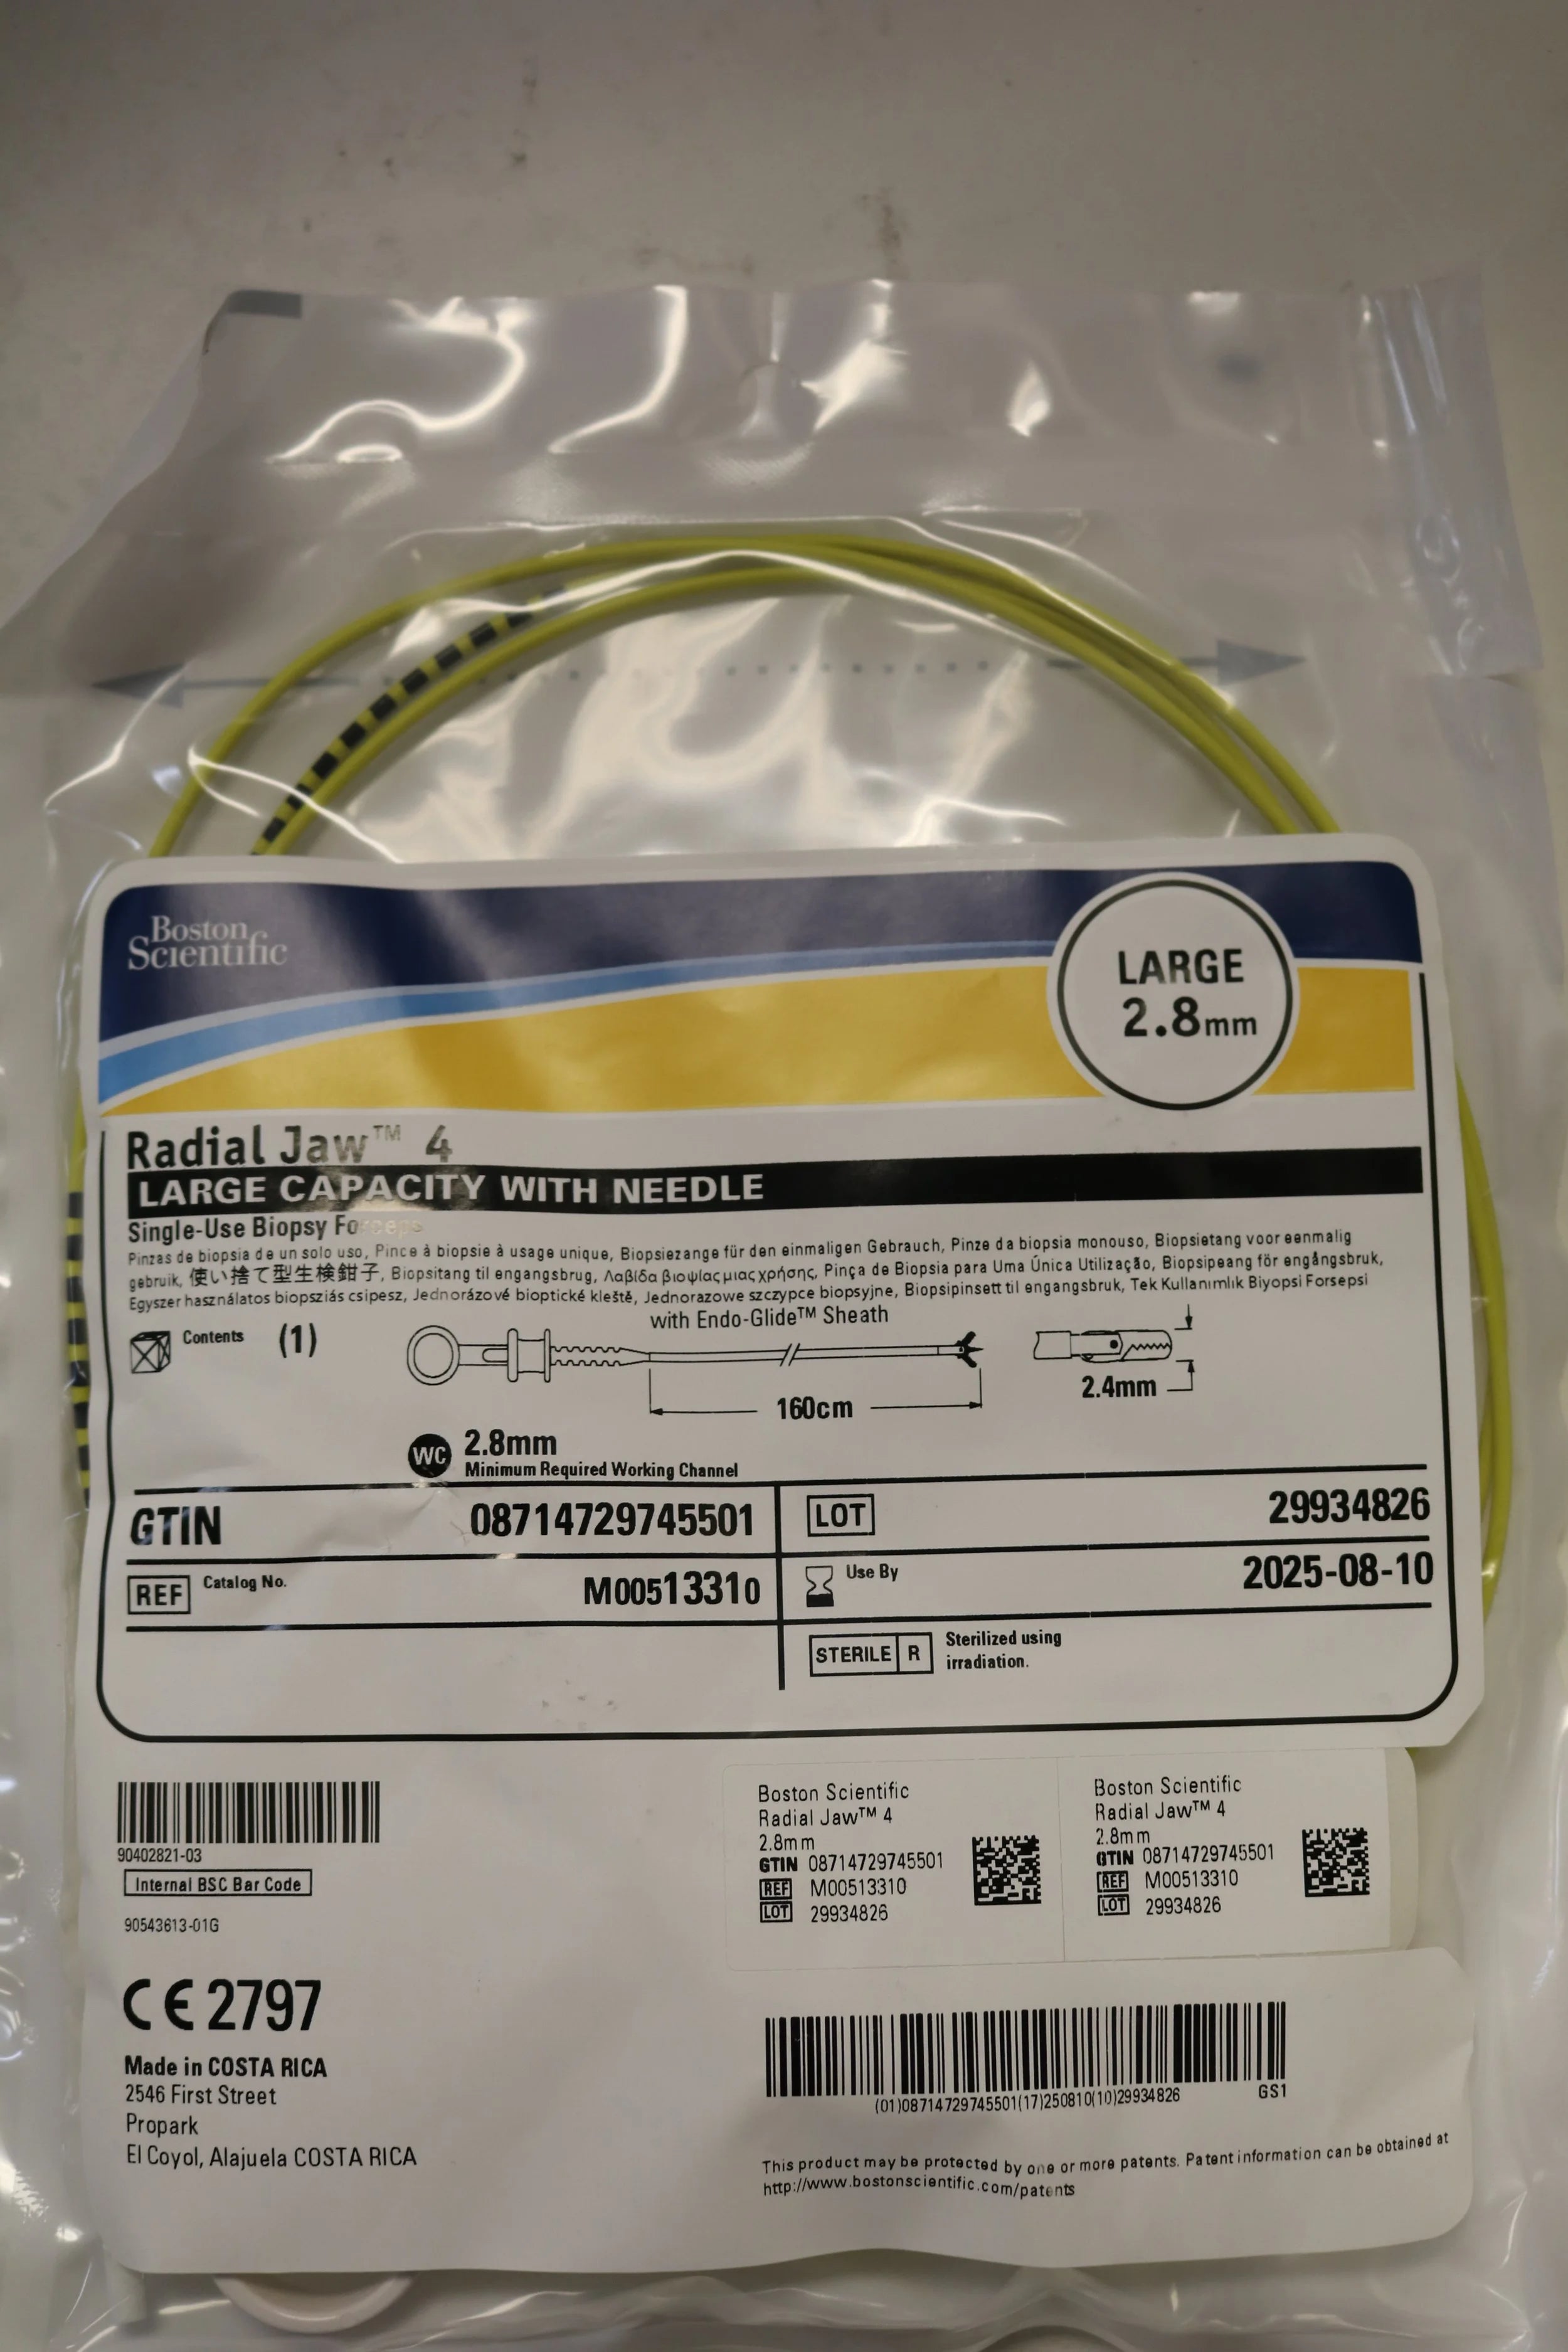 Boston
Scientific
LARGE
2.8mm
Radial Jaw™ 4
LARGE CAPACITY WITH NEEDLE
Single-Use Biopsy Forceps
Pinzas de biopsia de un solo uso, Pince à biopsie à usage unique, Biopsiezange für den einmaligen Gebrauch, Pinze da biopsia monouso, Biopsietang voor eenmalig
gebruik, 使い捨て型生検鉗子, Biopsitang til engangsbrug, Λαβίδα βιοψίας μιας χρήσης, Pinça de Biopsia para Uma Única Utilização, Biopsipeang för engångsbruk,
Egyszer használatos biopsziás csipesz, Jednorázové bioptické kleště, Jednorazowe szczypce biopsyjne, Biopsipinsett til engangsbruk, Tek Kullanımlık Biyopsi Forsepsi
with Endo-Glide™ Sheath
Contents (1)
160cm
2.4mm
WC 2.8mm
Minimum Required Working Channel
GTIN 08714729745501
LOT 29934826
REF Catalog No. M00513310
Use By 2025-08-10
STERILE R Sterilized using
irradiation.
90402821-03
Internal BSC Bar Code
90543613-01G
CE 2797
Made in COSTA RICA
2546 First Street
Propark
El Coyol, Alajuela COSTA RICA
Boston Scientific
Radial Jaw™ 4
2.8mm
GTIN 08714729745501
REF M00513310
LOT 29934826
Boston Scientific
Radial Jaw™ 4
2.8mm
GTIN 08714729745501
REF M00513310
LOT 29934826
(01)08714729745501(17)250810(10)29934826
GS1
This product may be protected by one or more patents. Patent information can be obtained at
http://www.bostonscientific.com/patents